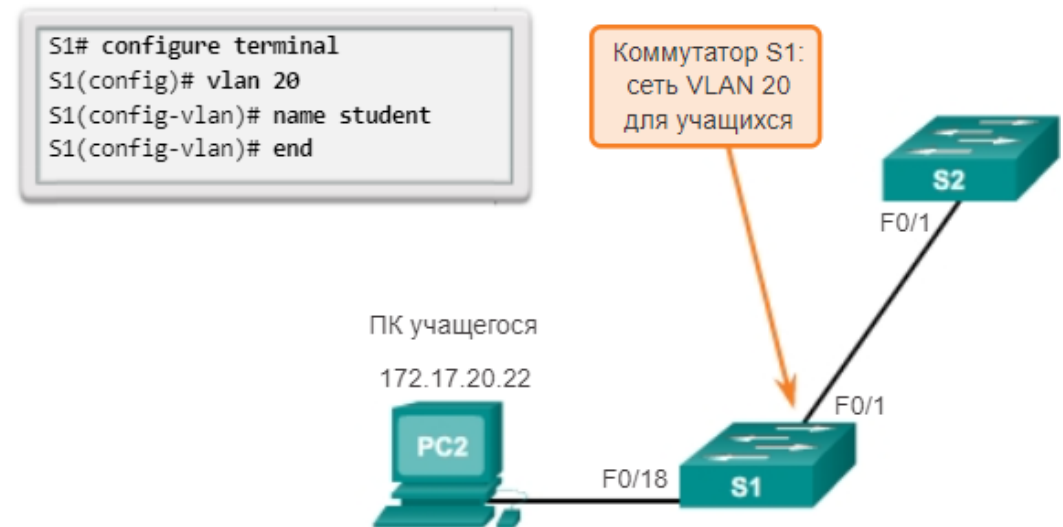 S1# configure terminal
S1(config)# vlan 20
S1(config-vlan)# name student
S1(config-vlan)# end
Коммутатор S1:
сеть VLAN 20
для учащихся
S2
F0/1
ПК учащегося
172.17.20.22
F0/1
PC2
F0/18
S1